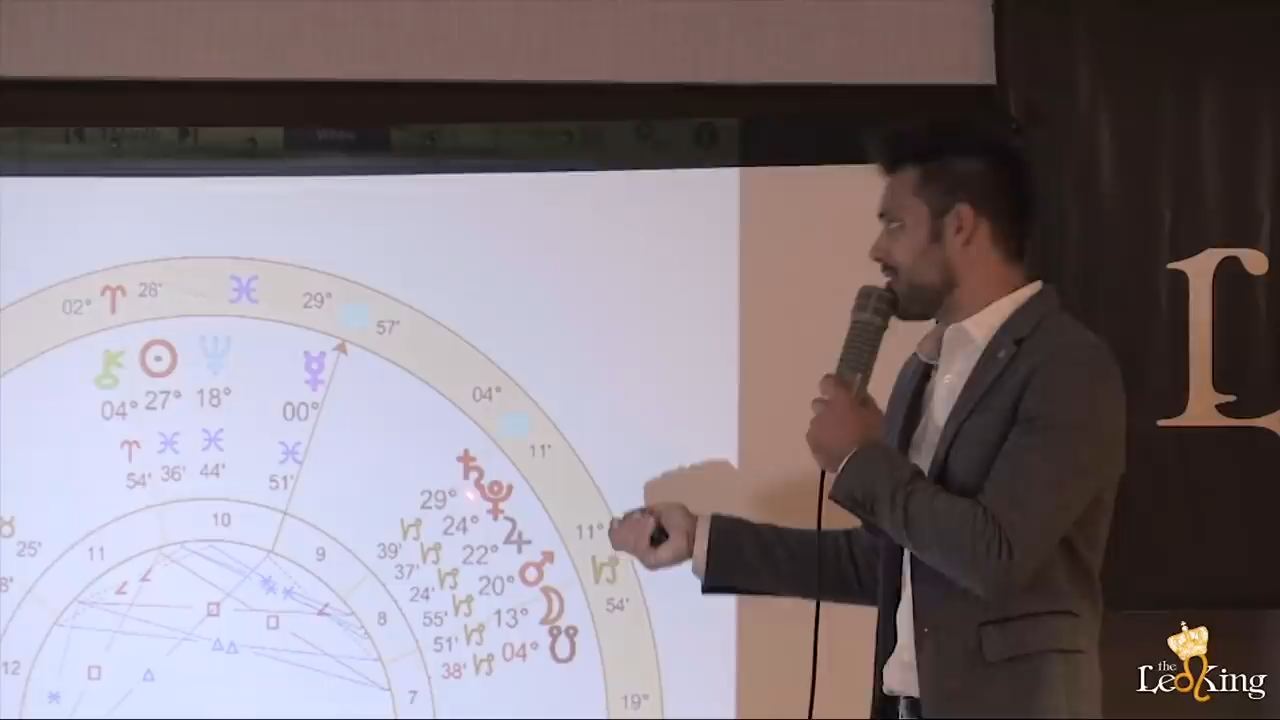 02° ♈ 28' ♓ 29° 57'
⚷ ☉ ♆ ☿
04° 27° 18° 00°
♈ ♓ ♓ ♓
54' 36' 44' 51'
04°
11'
♄ ♇
29° ♑ 39'
24° ♑ 37'
♃ 22° ♑ 24'
♂ 20° ♑ 55'
☽ 13° ♑ 51'
☋ 04° ♑ 38'
11° ♑ 54'
19°
♉ 25'
8'
10
11
9
8
12
7
L
the
LeoKing